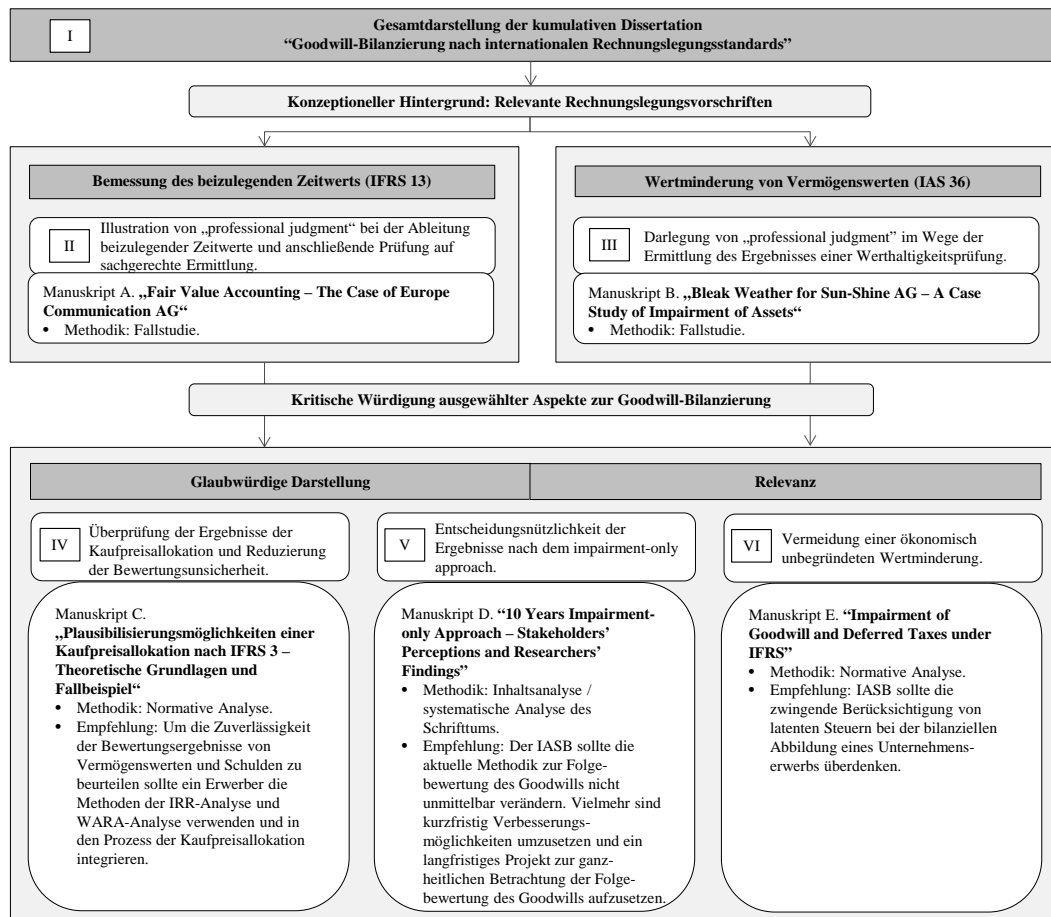 I
Gesamtdarstellung der kumulativen Dissertation
“Goodwill-Bilanzierung nach internationalen Rechnungslegungsstandards”
Konzeptioneller Hintergrund: Relevante Rechnungslegungsvorschriften
Bemessung des beizulegenden Zeitwerts (IFRS 13)
II
Illustration von „professional judgment“ bei der Ableitung
beizulegender Zeitwerte und anschließende Prüfung auf
sachgerechte Ermittlung.
Manuskript A. „Fair Value Accounting – The Case of Europe
Communication AG“
• Methodik: Fallstudie.
Wertminderung von Vermögenswerten (IAS 36)
III
Darlegung von „professional judgment” im Wege der
Ermittlung des Ergebnisses einer Werthaltigkeitsprüfung.
Manuskript B. „Bleak Weather for Sun-Shine AG – A Case
Study of Impairment of Assets“
• Methodik: Fallstudie.
Kritische Würdigung ausgewählter Aspekte zur Goodwill-Bilanzierung
Glaubwürdige Darstellung
Relevanz
IV
Überprüfung der Ergebnisse der
Kaufpreisallokation und Reduzierung
der Bewertungsunsicherheit.
Manuskript C.
„Plausibilisierungsmöglichkeiten einer
Kaufpreisallokation nach IFRS 3 –
Theoretische Grundlagen und
Fallbeispiel“
• Methodik: Normative Analyse.
• Empfehlung: Um die Zuverlässigkeit
der Bewertungsergebnisse von
Vermögenswerten und Schulden zu
beurteilen sollte ein Erwerber die
Methoden der IRR-Analyse und
WARA-Analyse verwenden und in
den Prozess der Kaufpreisallokation
integrieren.
V
Entscheidungsnützlichkeit der
Ergebnisse nach dem impairment-only
approach.
Manuskript D. “10 Years Impairment-
only Approach – Stakeholders’
Perceptions and Researchers’
Findings”
• Methodik: Inhaltsanalyse /
systematische Analyse des
Schrifttums.
• Empfehlung: Der IASB sollte die
aktuelle Methodik zur Folge-
bewertung des Goodwills nicht
unmittelbar verändern. Vielmehr sind
kurzfristig Verbesserungs-
möglichkeiten umzusetzen und ein
langfristiges Projekt zur ganz-
heitlichen Betrachtung der Folge-
bewertung des Goodwills aufzusetzen.
VI
Vermeidung einer ökonomisch
unbegründeten Wertminderung.
Manuskript E. “Impairment of
Goodwill and Deferred Taxes under
IFRS”
• Methodik: Normative Analyse.
• Empfehlung: IASB sollte die
zwingende Berücksichtigung von
latenten Steuern bei der bilanziellen
Abbildung eines Unternehmens-
erwerbs überdenken.